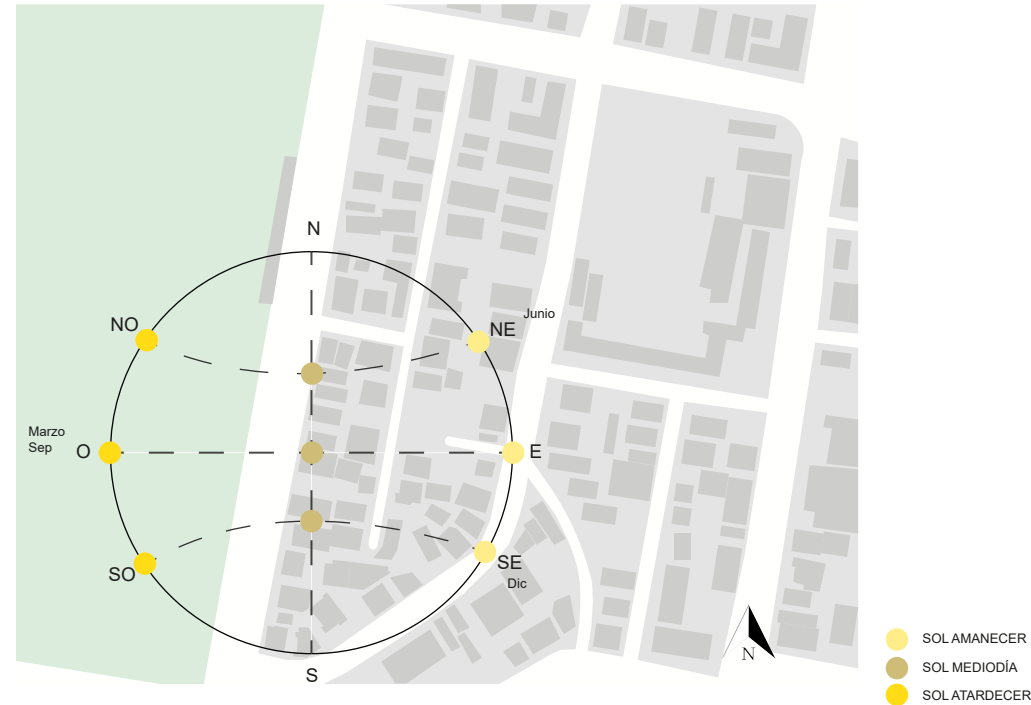 N
NO
NE
Junio
Marzo
Sep
O
E
SO
SE
Dic
S
N
SOL AMANECER
SOL MEDIODÍA
SOL ATARDECER